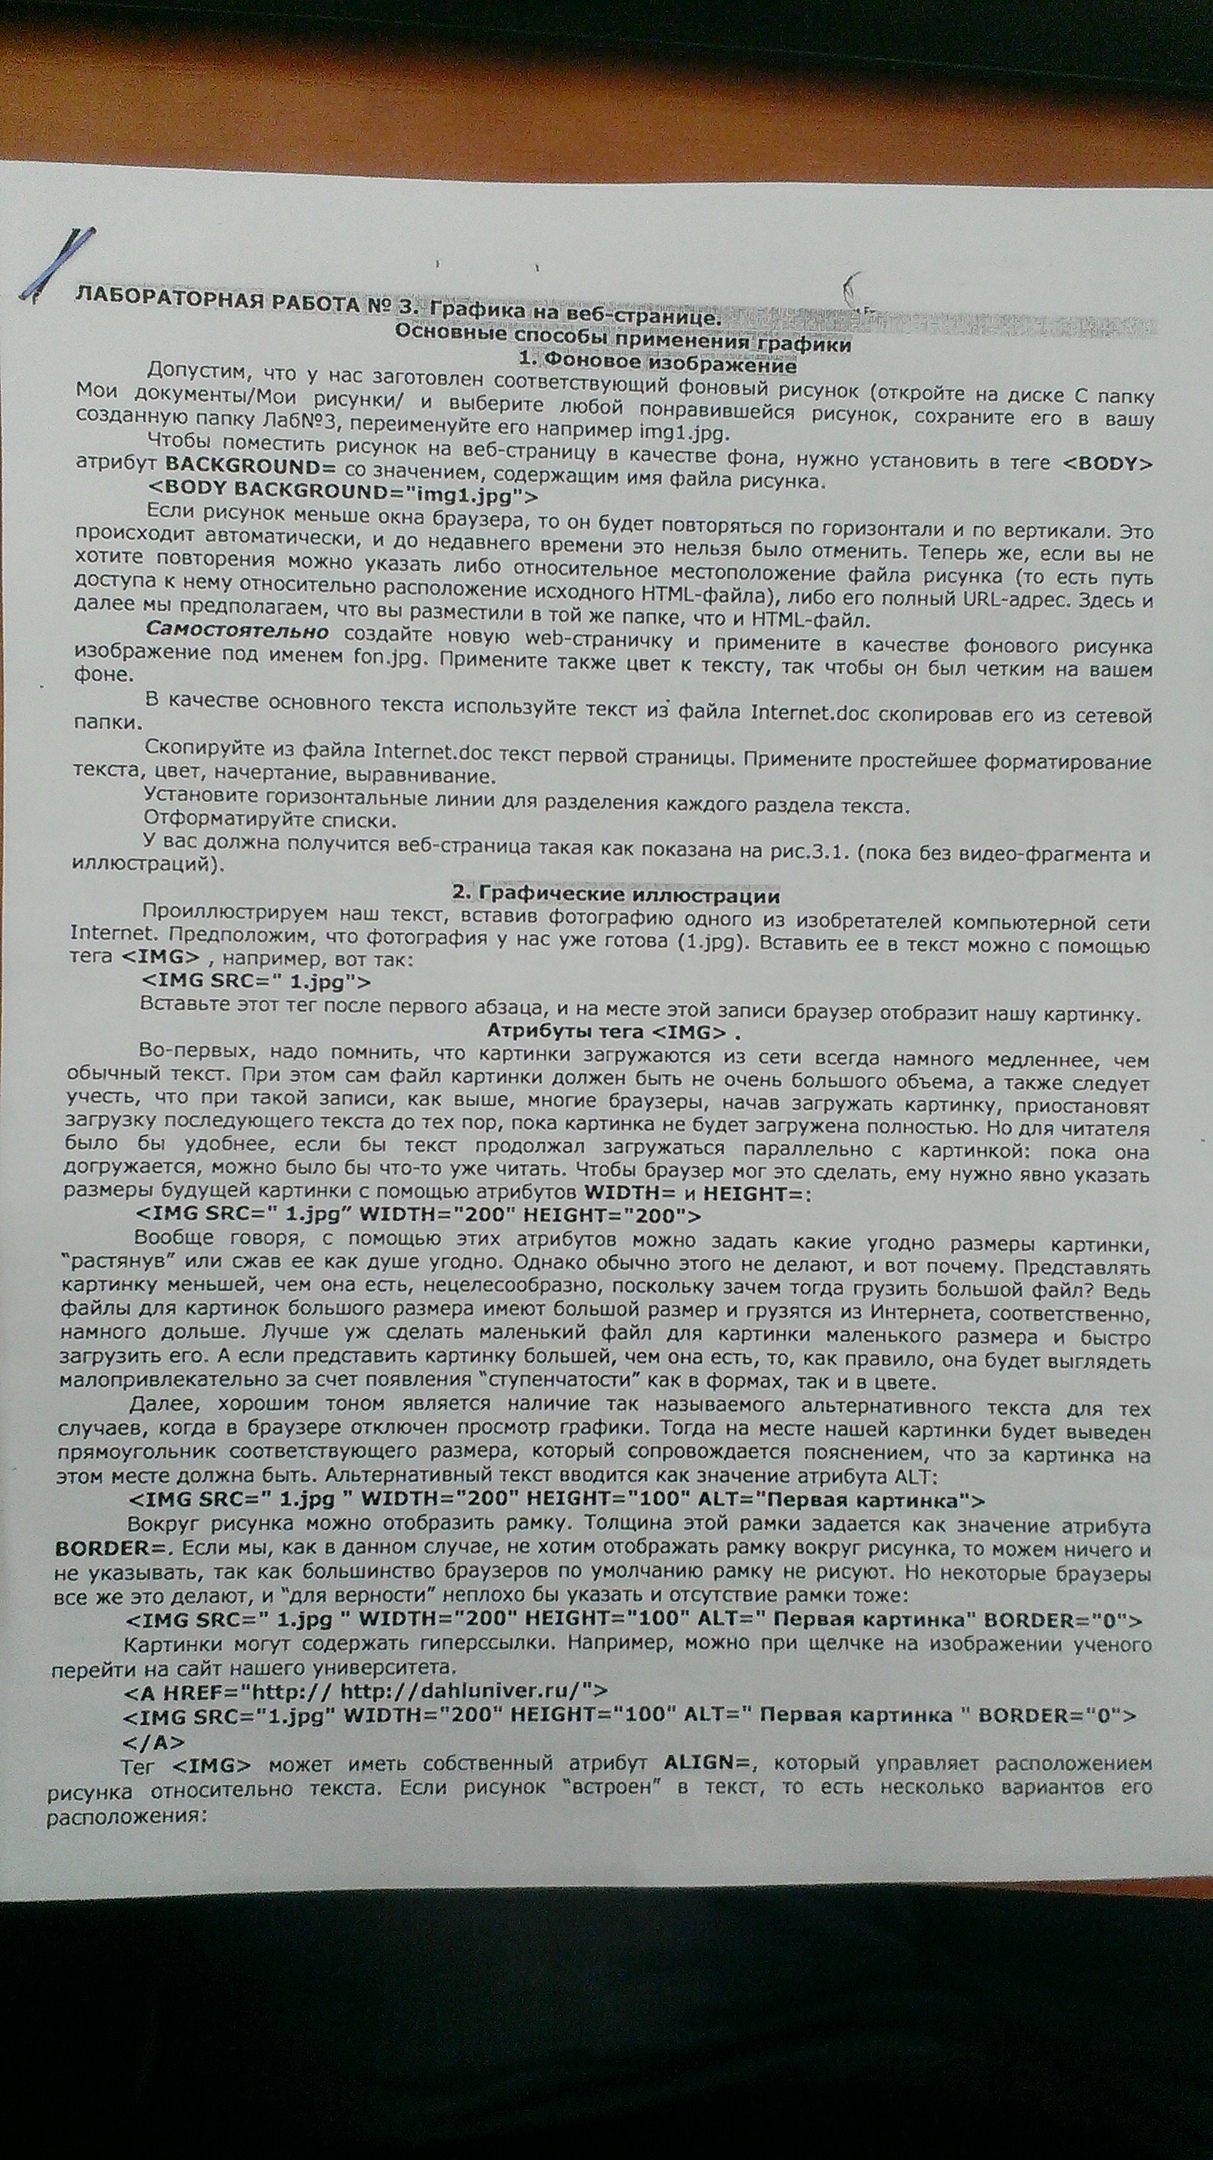 ЛАБОРАТОРНАЯ РАБОТА № 3. Графика на веб-странице.
Основные способы применения графики
1. Фоновое изображение
Допустим, что у нас заготовлен соответствующий фоновый рисунок (откройте на диске С папку
Мои документы/Мои рисунки/ и выберите любой понравившейся рисунок, сохраните его в вашу
созданную папку Лаб№3, переименуйте его например img1.jpg.
Чтобы поместить рисунок на веб-страницу в качестве фона, нужно установить в теге <BODY>
атрибут BACKGROUND= со значением, содержащим имя файла рисунка.
<BODY BACKGROUND="img1.jpg">
Если рисунок меньше окна браузера, то он будет повторяться по горизонтали и по вертикали. Это
происходит автоматически, и до недавнего времени это нельзя было отменить. Теперь же, если вы не
хотите повторения можно указать либо относительное местоположение файла рисунка (то есть путь
доступа к нему относительно расположение исходного HTML-файла), либо его полный URL-адрес. Здесь и
далее мы предполагаем, что вы разместили в той же папке, что и HTML-файл.
Самостоятельно создайте новую web-страничку и примените в качестве фонового рисунка
изображение под именем fon.jpg. Примените также цвет к тексту, так чтобы он был четким на вашем
фоне.
В качестве основного текста используйте текст из файла Internet.doc скопировав его из сетевой
папки.
Скопируйте из файла Internet.doc текст первой страницы. Примените простейшее форматирование
текста, цвет, начертание, выравнивание.
Установите горизонтальные линии для разделения каждого раздела текста.
Отформатируйте списки.
У вас должна получится веб-страница такая как показана на рис.3.1. (пока без видео-фрагмента и
иллюстраций).
2. Графические иллюстрации
Проиллюстрируем наш текст, вставив фотографию одного из изобретателей компьютерной сети
Internet. Предположим, что фотография у нас уже готова (1.jpg). Вставить ее в текст можно с помощью
тега <IMG> , например, вот так:
<IMG SRC=" 1.jpg">
Вставьте этот тег после первого абзаца, и на месте этой записи браузер отобразит нашу картинку.
Атрибуты тега <IMG> .
Во-первых, надо помнить, что картинки загружаются из сети всегда намного медленнее, чем
обычный текст. При этом сам файл картинки должен быть не очень большого объема, а также следует
учесть, что при такой записи, как выше, многие браузеры, начав загружать картинку, приостановят
загрузку последующего текста до тех пор, пока картинка не будет загружена полностью. Но для читателя
было бы удобнее, если бы текст продолжал загружаться параллельно с картинкой: пока она
догружается, можно было бы что-то уже читать. Чтобы браузер мог это сделать, ему нужно явно указать
размеры будущей картинки с помощью атрибутов WIDTH= и HEIGHT=:
<IMG SRC=" 1.jpg” WIDTH="200" HEIGHT="200">
Вообще говоря, с помощью этих атрибутов можно задать какие угодно размеры картинки,
“растянув” или сжав ее как душе угодно. Однако обычно этого не делают, и вот почему. Представлять
картинку меньшей, чем она есть, нецелесообразно, поскольку зачем тогда грузить большой файл? Ведь
файлы для картинок большого размера имеют большой размер и грузятся из Интернета, соответственно,
намного дольше. Лучше уж сделать маленький файл для картинки маленького размера и быстро
загрузить его. А если представить картинку большей, чем она есть, то, как правило, она будет выглядеть
малопривлекательно за счет появления “ступенчатости” как в формах, так и в цвете.
Далее, хорошим тоном является наличие так называемого альтернативного текста для тех
случаев, когда в браузере отключен просмотр графики. Тогда на месте нашей картинки будет выведен
прямоугольник соответствующего размера, который сопровождается пояснением, что за картинка на
этом месте должна быть. Альтернативный текст вводится как значение атрибута ALT:
<IMG SRC=" 1.jpg " WIDTH="200" HEIGHT="100" ALT="Первая картинка">
Вокруг рисунка можно отобразить рамку. Толщина этой рамки задается как значение атрибута
BORDER=. Если мы, как в данном случае, не хотим отображать рамку вокруг рисунка, то можем ничего и
не указывать, так как большинство браузеров по умолчанию рамку не рисуют. Но некоторые браузеры
все же это делают, и “для верности” неплохо бы указать и отсутствие рамки тоже:
<IMG SRC=" 1.jpg " WIDTH="200" HEIGHT="100" ALT=" Первая картинка" BORDER="0">
Картинки могут содержать гиперссылки. Например, можно при щелчке на изображении ученого
перейти на сайт нашего университета.
<A HREF="http:// http://dahluniver.ru/">
<IMG SRC="1.jpg" WIDTH="200" HEIGHT="100" ALT=" Первая картинка " BORDER="0">
</A>
Тег <IMG> может иметь собственный атрибут ALIGN=, который управляет расположением
рисунка относительно текста. Если рисунок “встроен” в текст, то есть несколько вариантов его
расположения: